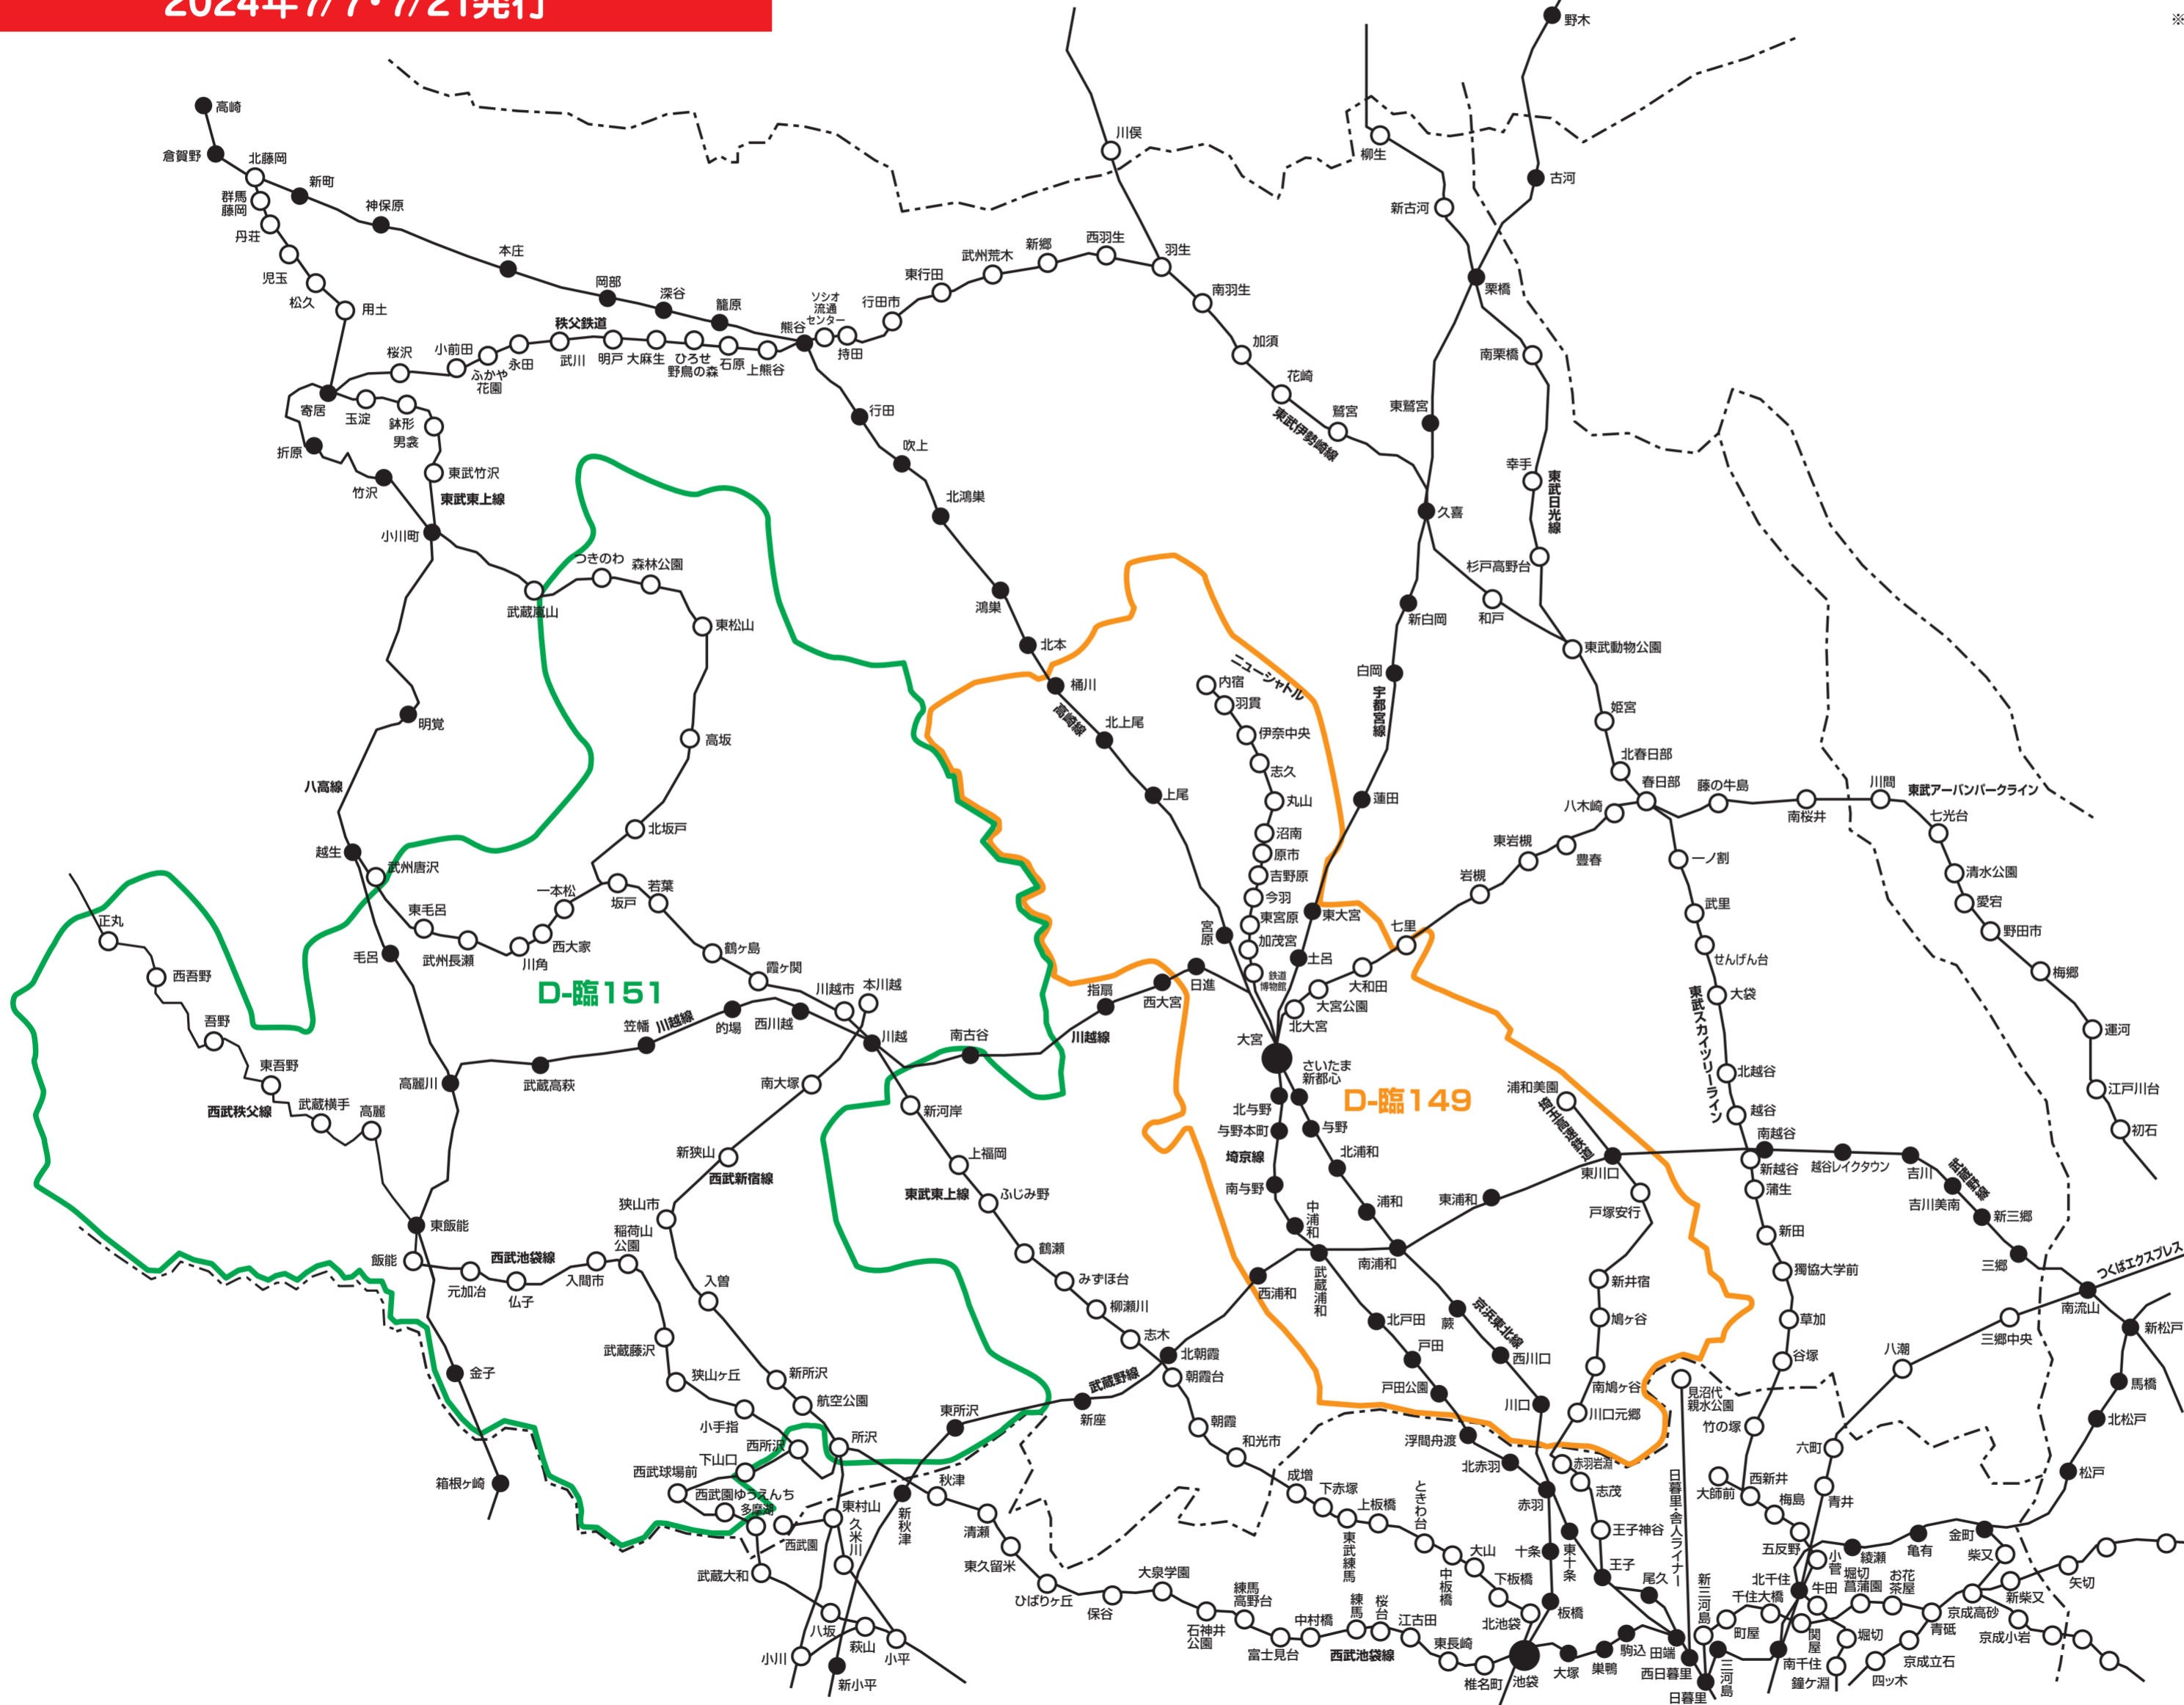 2024年7/7・7/21発行
※
野木
高崎
倉賀野
北藤岡
群馬
藤岡
新町
神保原
丹荘
児玉
松久
用土
本庄
岡部
深谷
籠原
熊谷
ソシオ
流通
センター
持田
行田市
東行田
武州荒木
新郷
西羽生
羽生
川俣
柳生
新古河
古河
栗橋
南羽生
加須
花崎
鷲宮
東武伊勢崎線
東鷲宮
南栗橋
幸手
東武日光線
杉戸高野台
久喜
和戸
新白岡
白岡
宇都宮線
東武動物公園
姫宮
北春日部
春日部
秩父鉄道
桜沢
小前田
ふかや
花園
永田
武川
明戸
大麻生
ひろせ
野鳥の森
石原
上熊谷
寄居
玉淀
鉢形
男衾
折原
竹沢
東武竹沢
東武東上線
小川町
行田
吹上
北鴻巣
鴻巣
北本
桶川
高崎線
北上尾
上尾
宮原
武蔵嵐山
つきのわ
森林公園
東松山
高坂
北坂戸
坂戸
若葉
一本松
鶴ヶ島
霞ヶ関
川越市
本川越
川越
明覚
八高線
越生
武州唐沢
東毛呂
武州長瀬
川角
西大家
毛呂
D-臨151
笠幡
川越線
的場
西川越
南古谷
川越線
指扇
西大宮
日進
ニューシャトル
内宿
羽貫
伊奈中央
志久
丸山
沼南
原市
吉野原
今羽
東宮原
加茂宮
鉄道
博物館
蓮田
東大宮
土呂
大宮
北大宮
大宮公園
大和田
七里
岩槻
東岩槻
豊春
八木崎
藤の牛島
南桜井
川間
東武アーバンパークライン
七光台
清水公園
愛宕
野田市
梅郷
運河
江戸川台
初石
一ノ割
武里
せんげん台
大袋
東武スカイツリーライン
北越谷
越谷
南越谷
新越谷
蒲生
新田
獨協大学前
草加
谷塚
竹の塚
正丸
西吾野
吾野
東吾野
西武秩父線
武蔵横手
高麗
高麗川
武蔵高萩
南大塚
新狭山
西武新宿線
狭山市
稲荷山
公園
新河岸
上福岡
東武東上線
ふじみ野
鶴瀬
みずほ台
柳瀬川
志木
北朝霞
朝霞台
朝霞
和光市
さいたま
新都心
D-臨149
北与野
与野本町
与野
埼京線
北浦和
南与野
浦和
中浦和
南浦和
武蔵浦和
西浦和
東浦和
浦和美園
埼玉高速鉄道
東川口
戸塚安行
新井宿
鳩ヶ谷
南鳩ヶ谷
川口元郷
越谷レイクタウン
吉川
武蔵野線
吉川美南
新三郷
三郷
つくばエクスプレス
南流山
三郷中央
八潮
新松戸
馬橋
北松戸
松戸
東飯能
飯能
元加治
仏子
西武池袋線
入間市
入曽
武蔵藤沢
狭山ヶ丘
小手指
新所沢
航空公園
西所沢
所沢
下山口
西武球場前
西武園ゆうえんち
多摩湖
西武園
東村山
久米川
武蔵大和
八坂
萩山
小平
小川
新小平
金子
箱根ヶ崎
東所沢
新座
武蔵野線
新秋津
秋津
清瀬
東久留米
ひばりヶ丘
保谷
大泉学園
石神井
公園
練馬
高野台
富士見台
中村橋
練馬
西武池袋線
桜台
江古田
東長崎
椎名町
池袋
北戸田
戸田
戸田公園
京浜東北線
蕨
西川口
川口
浮間舟渡
北赤羽
赤羽
赤羽岩淵
志茂
王子神谷
王子
成増
下赤塚
東武練馬
上板橋
ときわ台
中板橋
大山
下板橋
北池袋
板橋
十条
東十条
尾久
大塚
巣鴨
駒込
田端
西日暮里
日暮里
三河島
新三河島
町屋
千住大橋
南千住
日暮里・舎人ライナー
見沼代
親水公園
大師前
西新井
梅島
五反野
小菅
北千住
牛田
関屋
堀切
鐘ケ淵
六町
青井
綾瀬
亀有
金町
柴又
堀切
菖蒲園
お花
茶屋
青砥
京成立石
四ツ木
京成高砂
新柴又
京成小岩
矢切